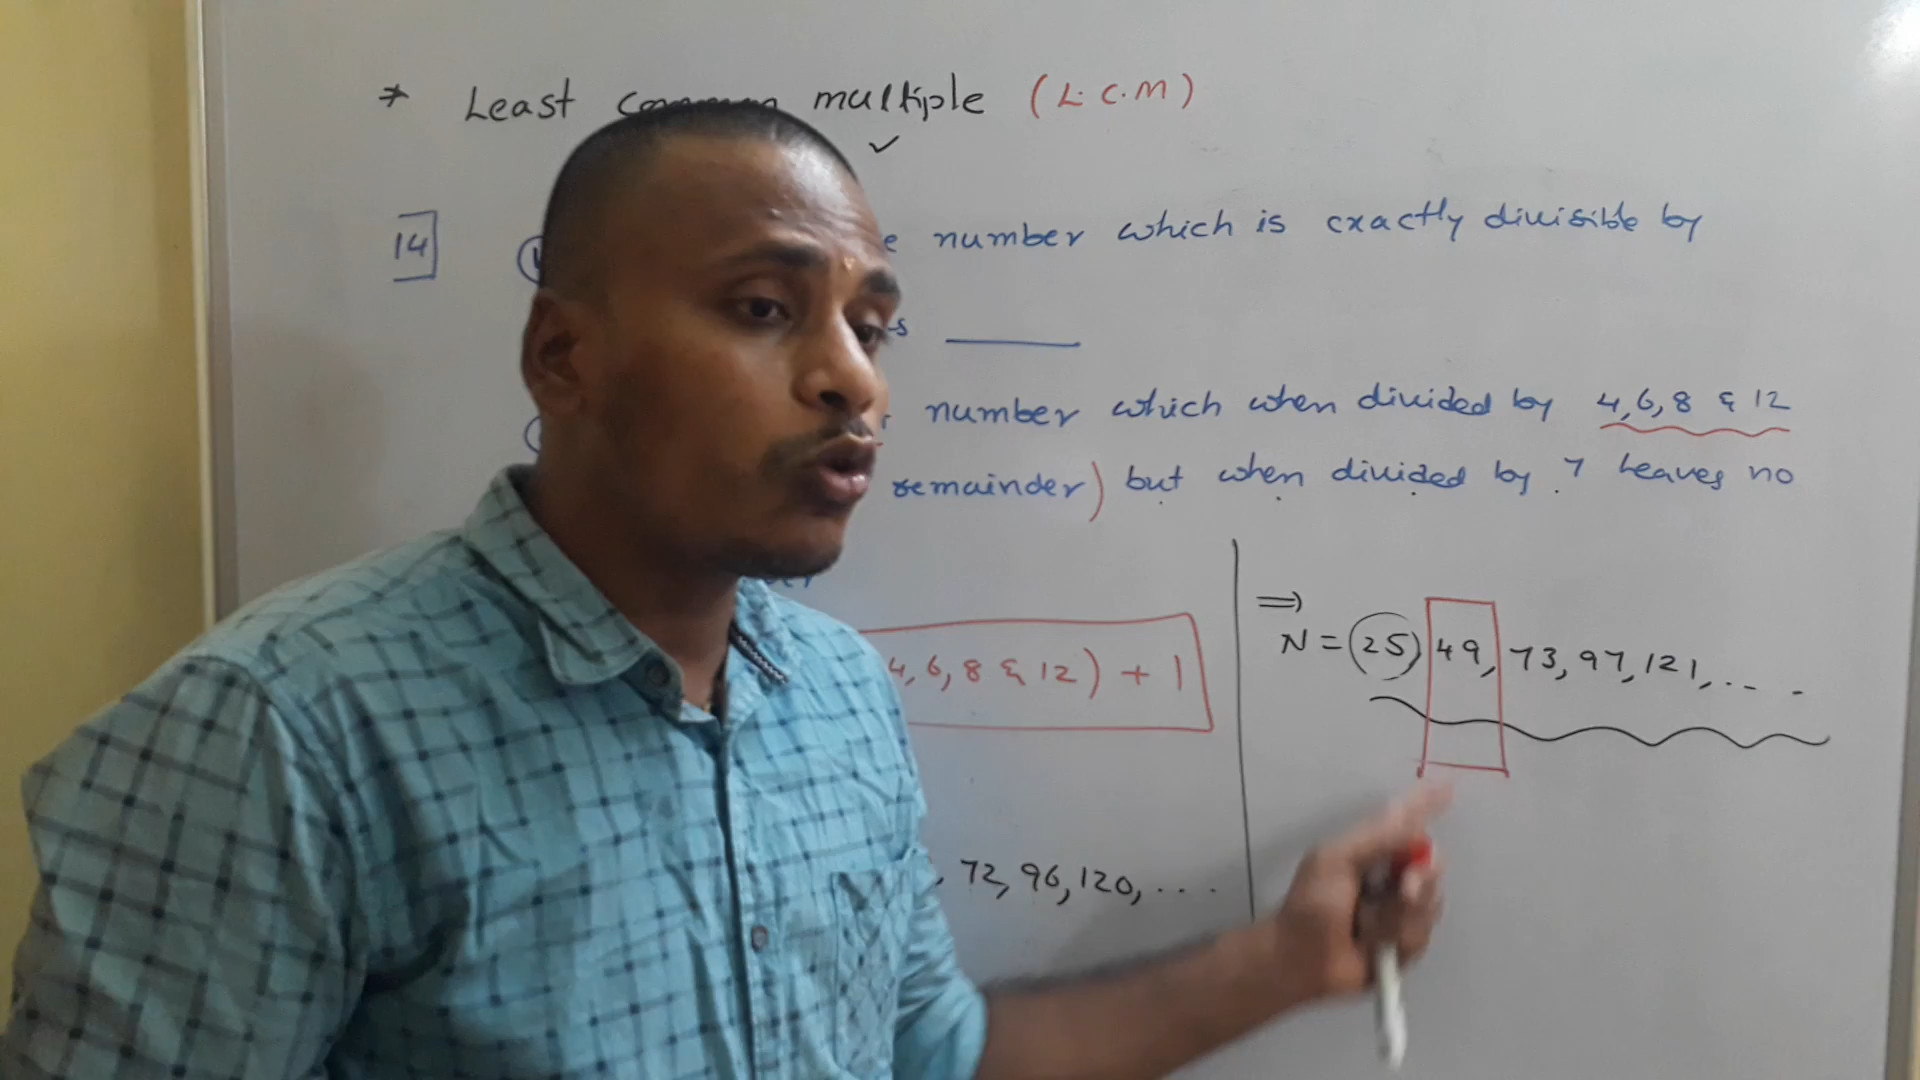 * Least common multiple (L.C.M)
14 number which is exactly divisible by
number which when divided by 4, 6, 8 & 12
remainder) but when divided by 7 leaves no
4, 6, 8 & 12) + 1
⇒
N = 25, 49, 73, 97, 121, ....
72, 96, 120, ....